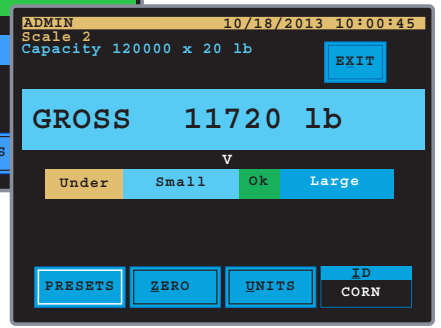 ADMIN 10/18/2013 10:00:45
Scale 2
Capacity 120000 x 20 lb
EXIT
GROSS 11720 lb
V
Under Small Ok Large
S
PRESETS ZERO UNITS ID
CORN